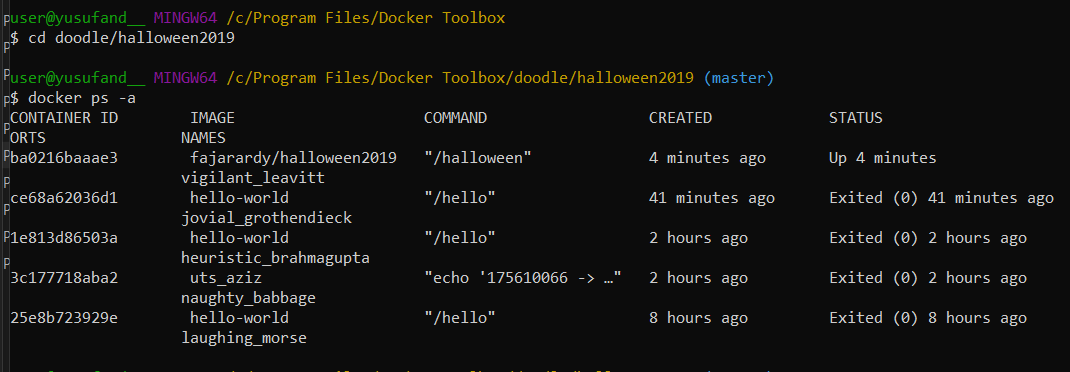 user@yusufand__ MINGW64 /c/Program Files/Docker Toolbox
$ cd doodle/halloween2019
user@yusufand__ MINGW64 /c/Program Files/Docker Toolbox/doodle/halloween2019 (master)
$ docker ps -a
CONTAINER ID IMAGE COMMAND CREATED STATUS
ORTS NAMES
ba0216baaae3 fajarardy/halloween2019 "/halloween" 4 minutes ago Up 4 minutes
vigilant_leavitt
ce68a62036d1 hello-world "/hello" 41 minutes ago Exited (0) 41 minutes ago
jovial_grothendieck
1e813d86503a hello-world "/hello" 2 hours ago Exited (0) 2 hours ago
heuristic_brahmagupta
3c177718aba2 uts_aziz "echo '175610066 -> …" 2 hours ago Exited (0) 2 hours ago
naughty_babbage
25e8b723929e hello-world "/hello" 8 hours ago Exited (0) 8 hours ago
laughing_morse